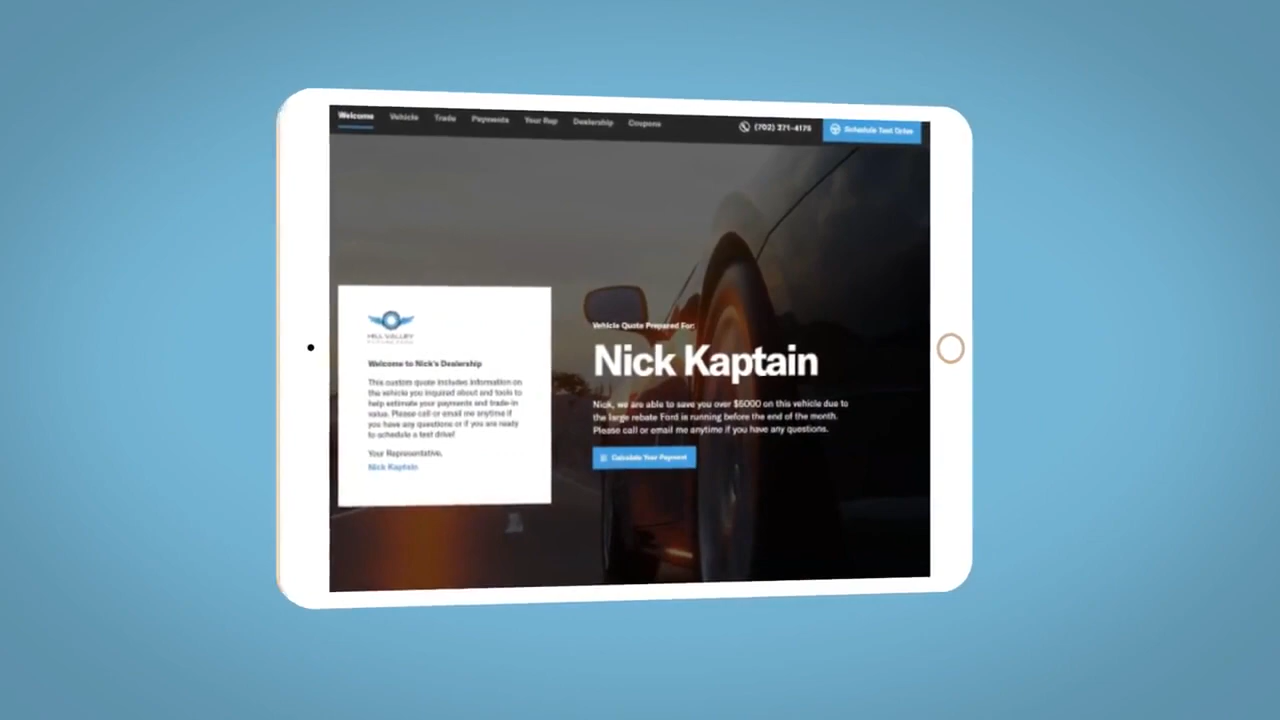 Welcome Vehicle Trade Payments Your Rep Dealership Coupons (702) 271-4175 Schedule Test Drive
HILL VALLEY
Welcome to Nick's Dealership
This custom quote includes information on
the vehicle you inquired about and tools to
help estimate your payments and trade-in
value. Please call or email me anytime if
you have any questions or if you are ready
to schedule a test drive!
Your Representative,
Nick Kaptain
Vehicle Quote Prepared For:
Nick Kaptain
Nick, we are able to save you over $5000 on this vehicle due to
the large rebate Ford is running before the end of the month.
Please call or email me anytime if you have any questions.
Calculate Your Payment